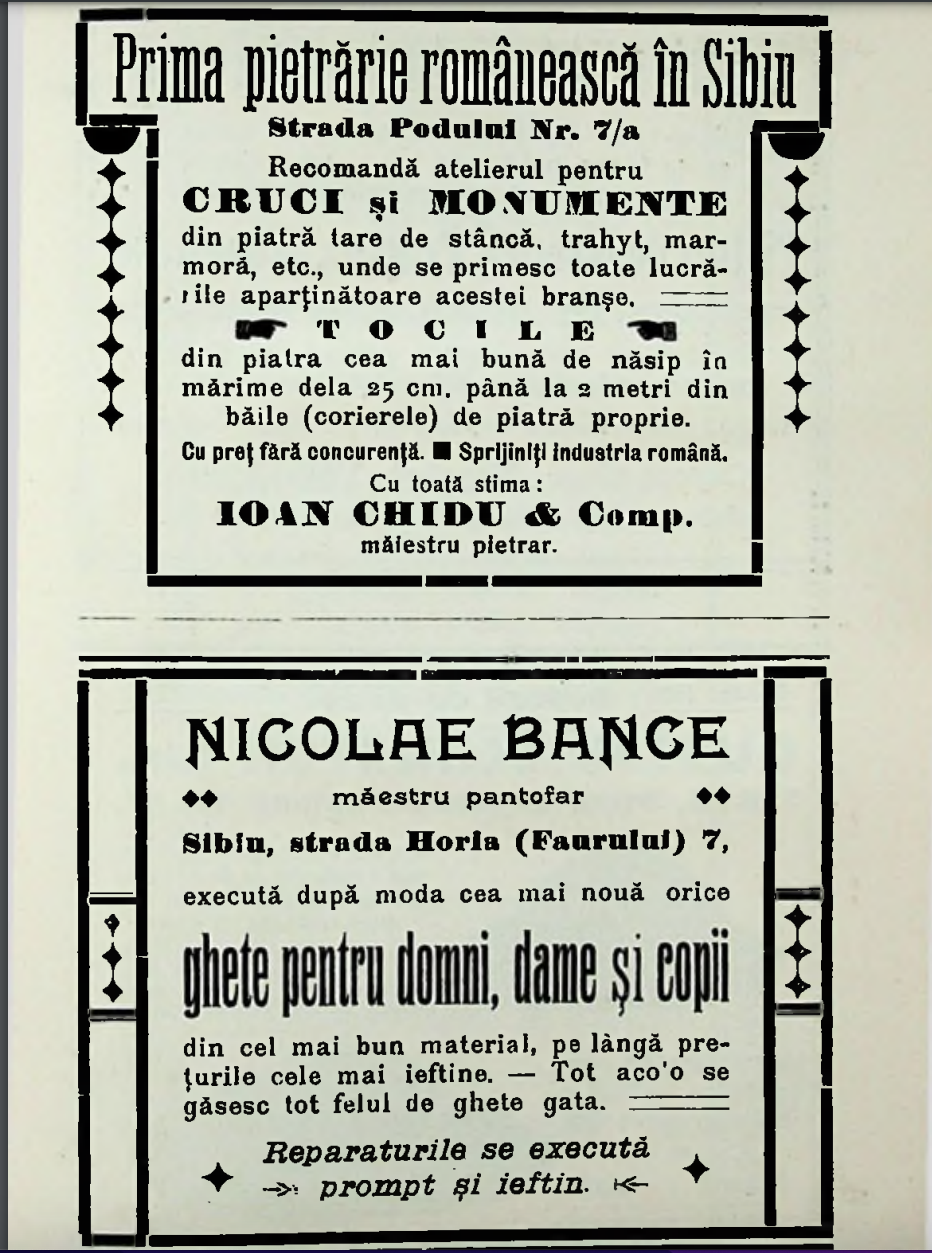 Prima pietrărie românească în Sibiu
Strada Podului Nr. 7/a
Recomandă atelierul pentru
CRUCI și MONUMENTE
din piatră tare de stâncă, trahyt, mar-
moră, etc., unde se primesc toate lucră-
rile aparținătoare acestei branșe.
TOCILE
din piatra cea mai bună de năsip în
mărime dela 25 cm. până la 2 metri din
băile (corierele) de piatră proprie.
Cu preț fără concurență. ■ Sprijiniți industria română.
Cu toată stima:
IOAN CHIDU & Comp.
măiestru pietrar.
NICOLAE BANCE
măestru pantofar
Sibiu, strada Horia (Faurului) 7,
execută după moda cea mai nouă orice
ghete pentru domni, dame și copii
din cel mai bun material, pe lângă pre-
țurile cele mai ieftine. — Tot aco'o se
găsesc tot felul de ghete gata.
Reparaturile se execută
prompt și ieftin.